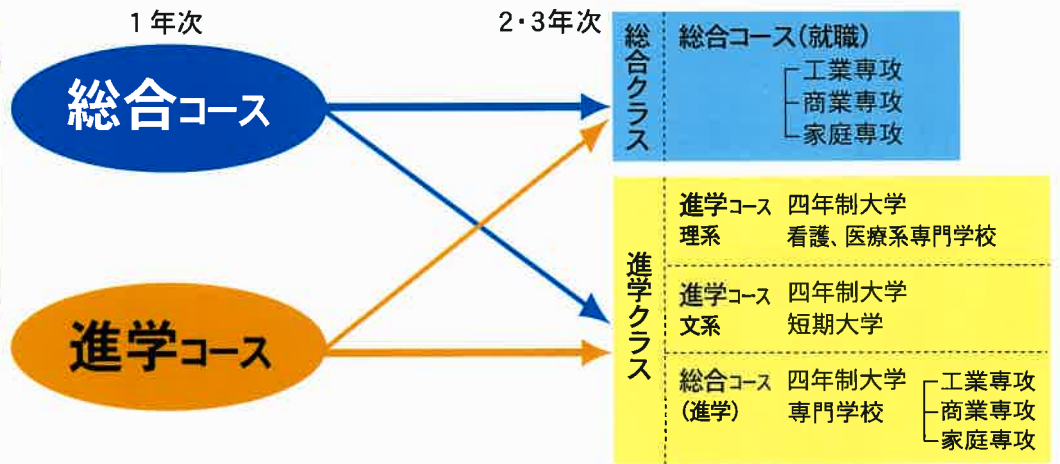 1年次
2・3年次
総合コース
進学コース
総合クラス
総合コース(就職)
工業専攻
商業専攻
家庭専攻
進学クラス
進学コース 四年制大学
理系 看護、医療系専門学校
進学コース 四年制大学
文系 短期大学
総合コース 四年制大学
(進学) 専門学校
工業専攻
商業専攻
家庭専攻